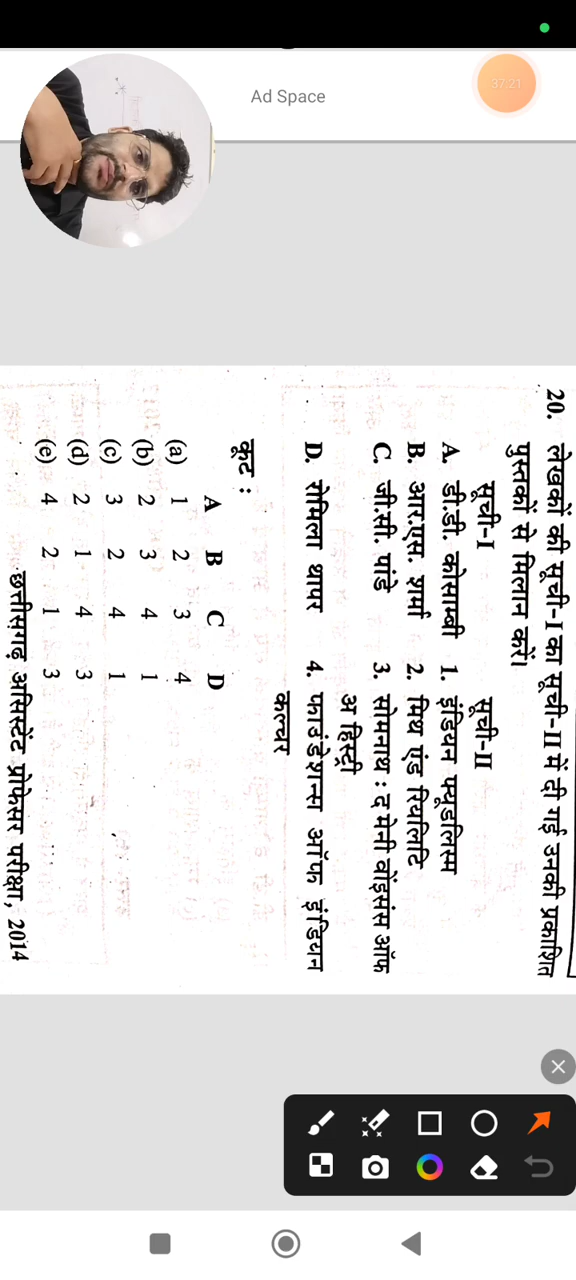 Ad Space
37:21
20. लेखकों की सूची-I का सूची-II में दी गई उनकी प्रकाशित
पुस्तकों से मिलान करें।
सूची-I सूची-II
A. डी.डी. कोसाम्बी 1. इंडियन फ्यूडलिस्म
B. आर.एस. शर्मा 2. मिथ एंड रियलिटि
C. जी.सी. पांडे 3. सोमनाथ : द मेनी वॉइसंस ऑफ
अ हिस्ट्री
D. रोमिला थापर 4. फाउंडेशन्स ऑफ इंडियन
कल्चर
कूट :
A B C D
(a) 1 2 3 4
(b) 2 3 4 1
(c) 3 2 4 1
(d) 2 1 4 3
(e) 4 2 1 3
छत्तीसगढ़ असिस्टेंट प्रोफेसर परीक्षा, 2014